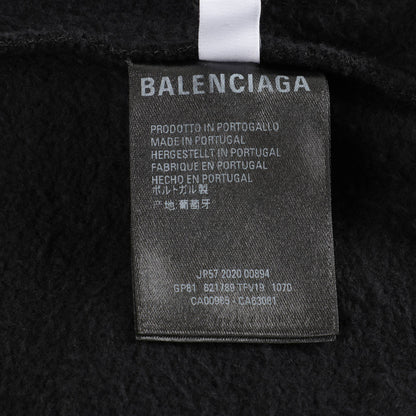 BALENCIAGA
PRODOTTO IN PORTOGALLO
MADE IN PORTUGAL
HERGESTELLT IN PORTUGAL
FABRIQUE EN PORTUGAL
HECHO EN PORTUGAL
ポルトガル製
产地:葡萄牙
JP57 2020 00894
GP81 621789 TFV19 1070
CA00965 - CA63081